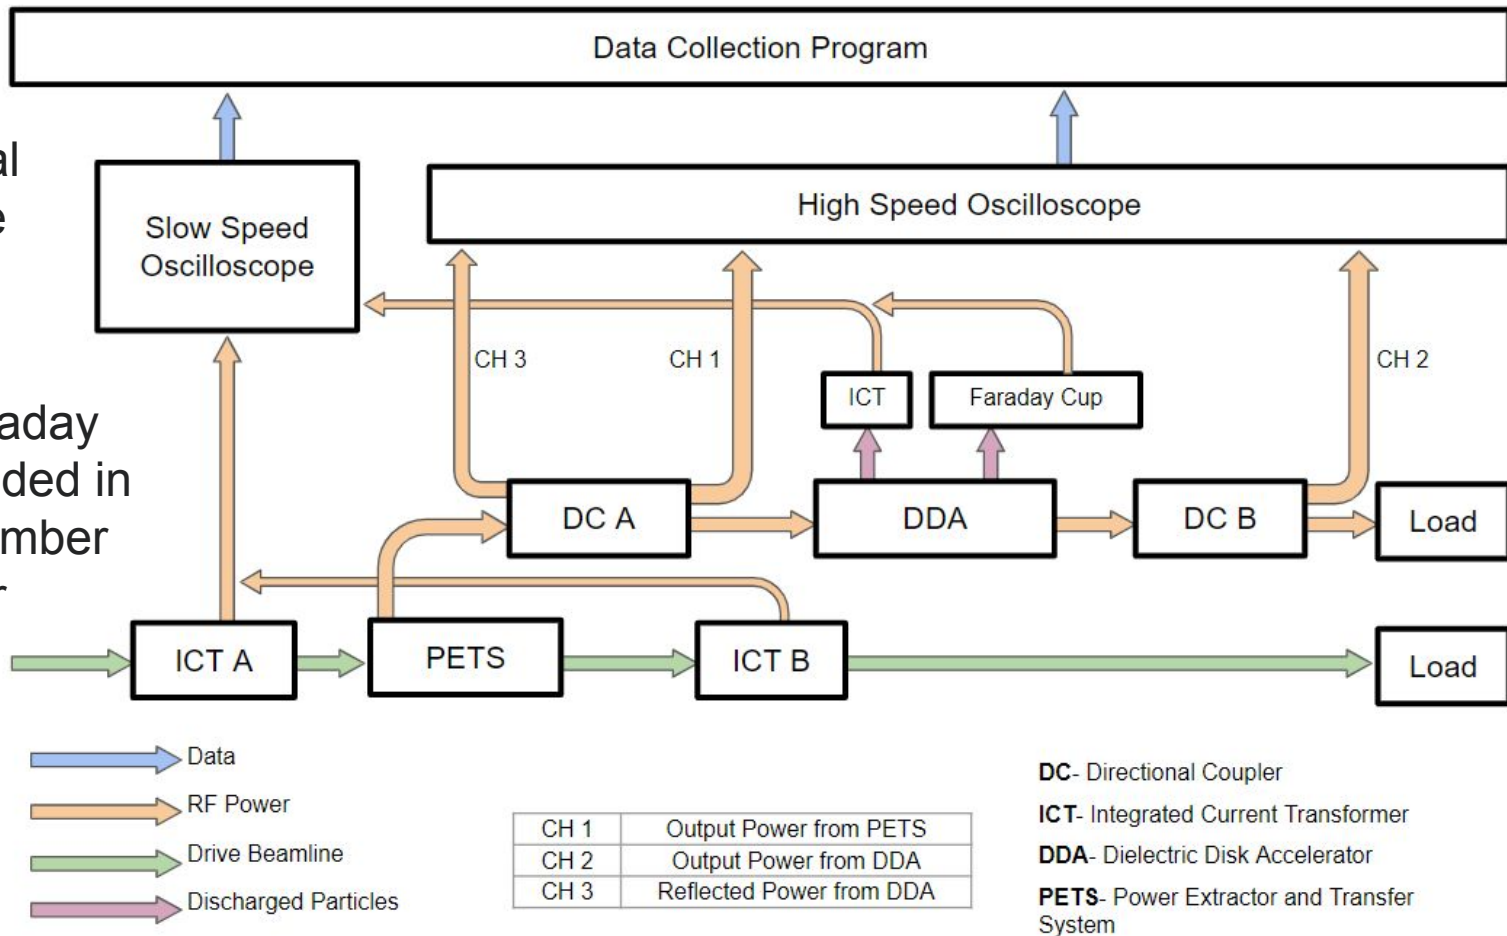 Data Collection Program
Slow Speed
Oscilloscope
High Speed Oscilloscope
CH 3
CH 1
CH 2
ICT
Faraday Cup
ded in
mber
DC A
DDA
DC B
Load
ICT A
PETS
ICT B
Load
Data
RF Power
Drive Beamline
Discharged Particles
CH 1 Output Power from PETS
CH 2 Output Power from DDA
CH 3 Reflected Power from DDA
DC- Directional Coupler
ICT- Integrated Current Transformer
DDA- Dielectric Disk Accelerator
PETS- Power Extractor and Transfer
System